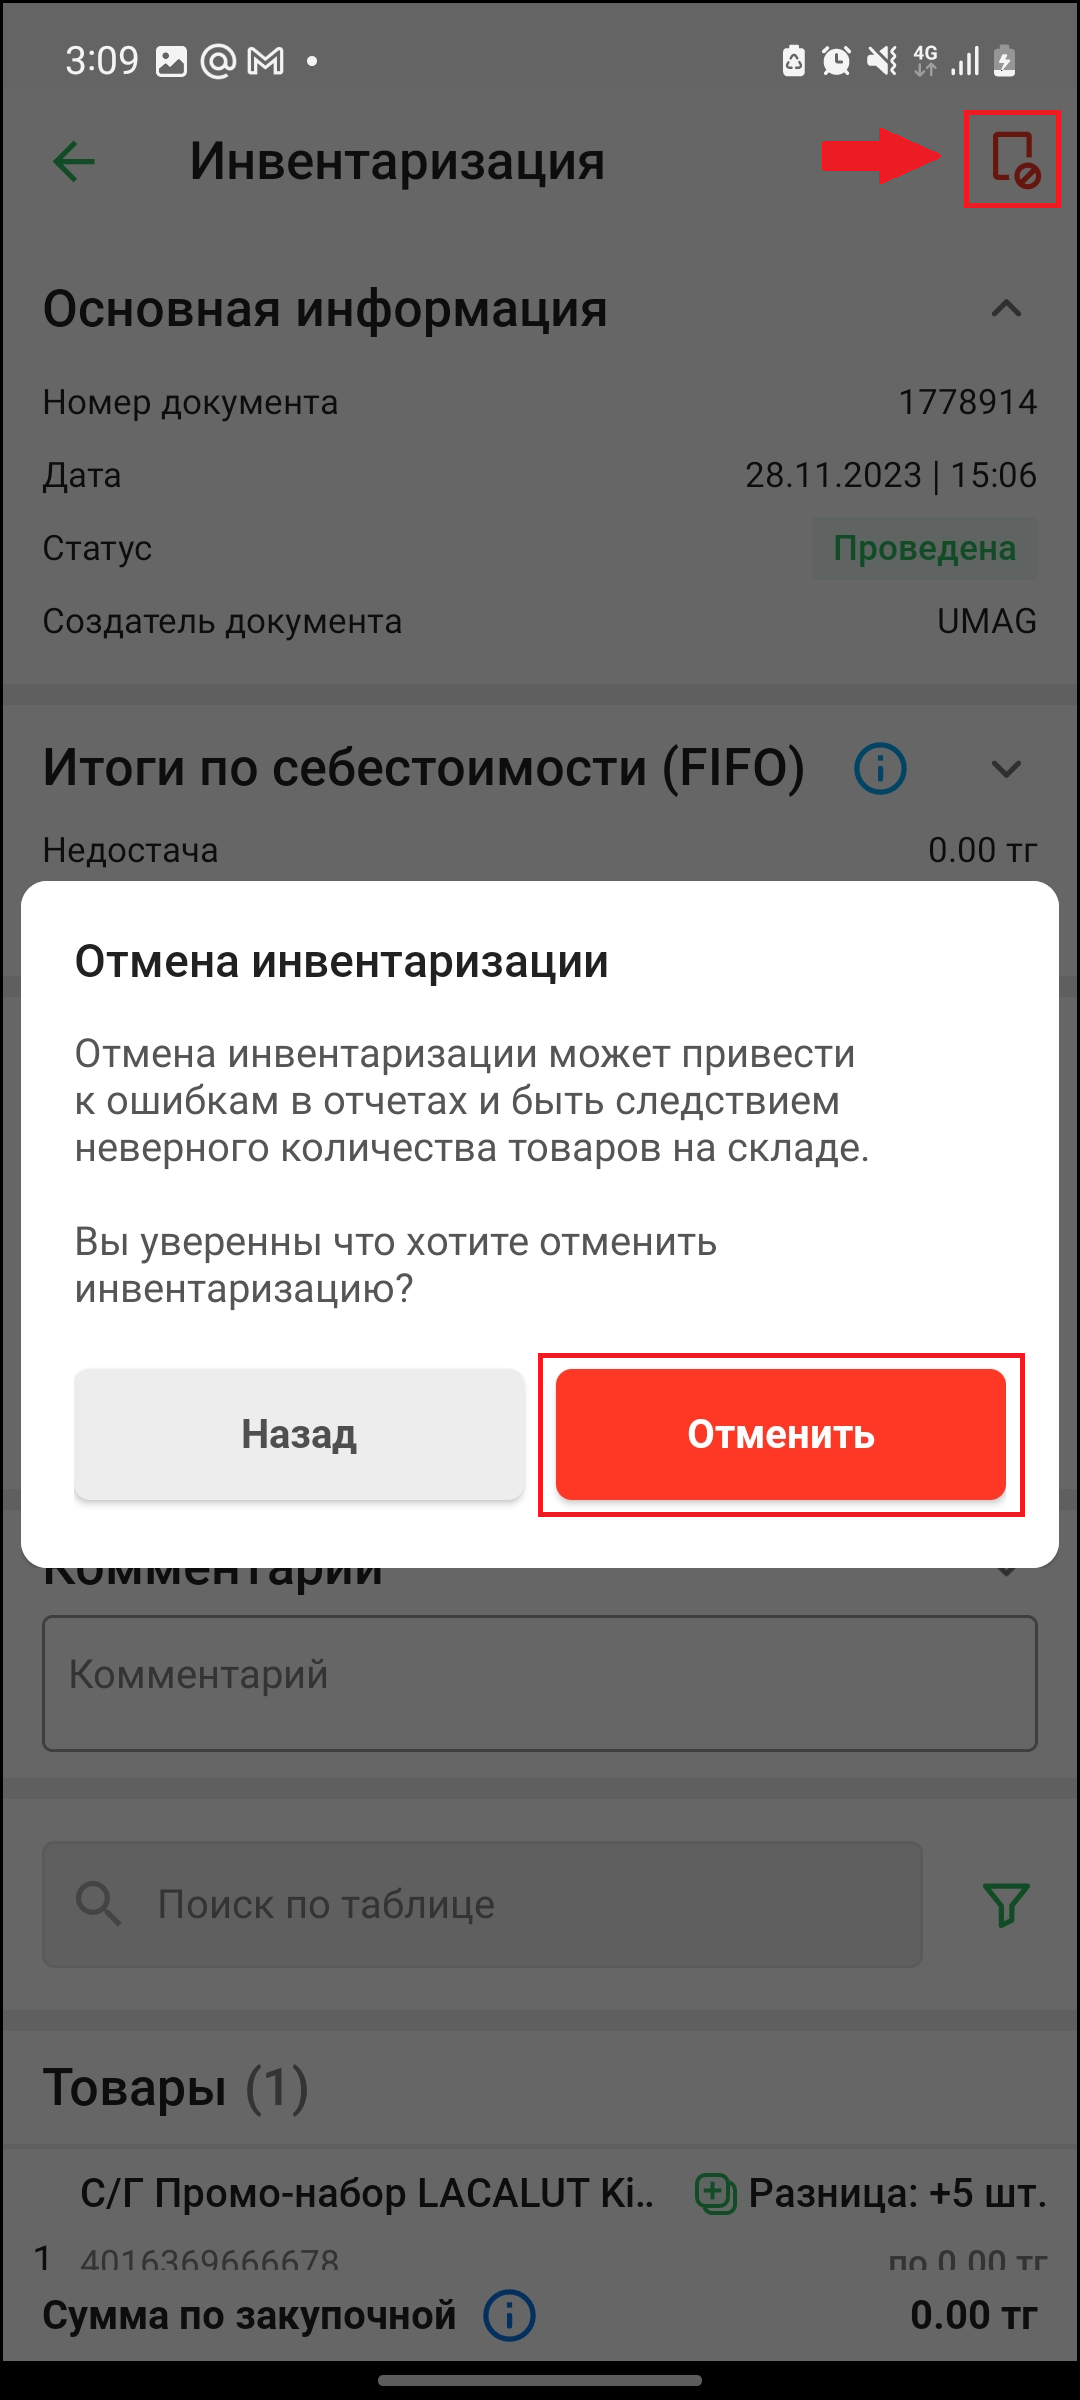 3:09
4G
Инвентаризация
Основная информация
Номер документа 1778914
Дата 28.11.2023 | 15:06
Статус Проведена
Создатель документа UMAG
Итоги по себестоимости (FIFO)
Недостача 0.00 тг
Отмена инвентаризации
Отмена инвентаризации может привести
к ошибкам в отчетах и быть следствием
неверного количества товаров на складе.
Вы уверенны что хотите отменить
инвентаризацию?
Назад Отменить
Комментарий
Комментарий
Поиск по таблице
Товары (1)
С/Г Промо-набор LACALUT Ki.. Разница: +5 шт.
1 4016369666678 по 0.00 тг
Сумма по закупочной 0.00 тг